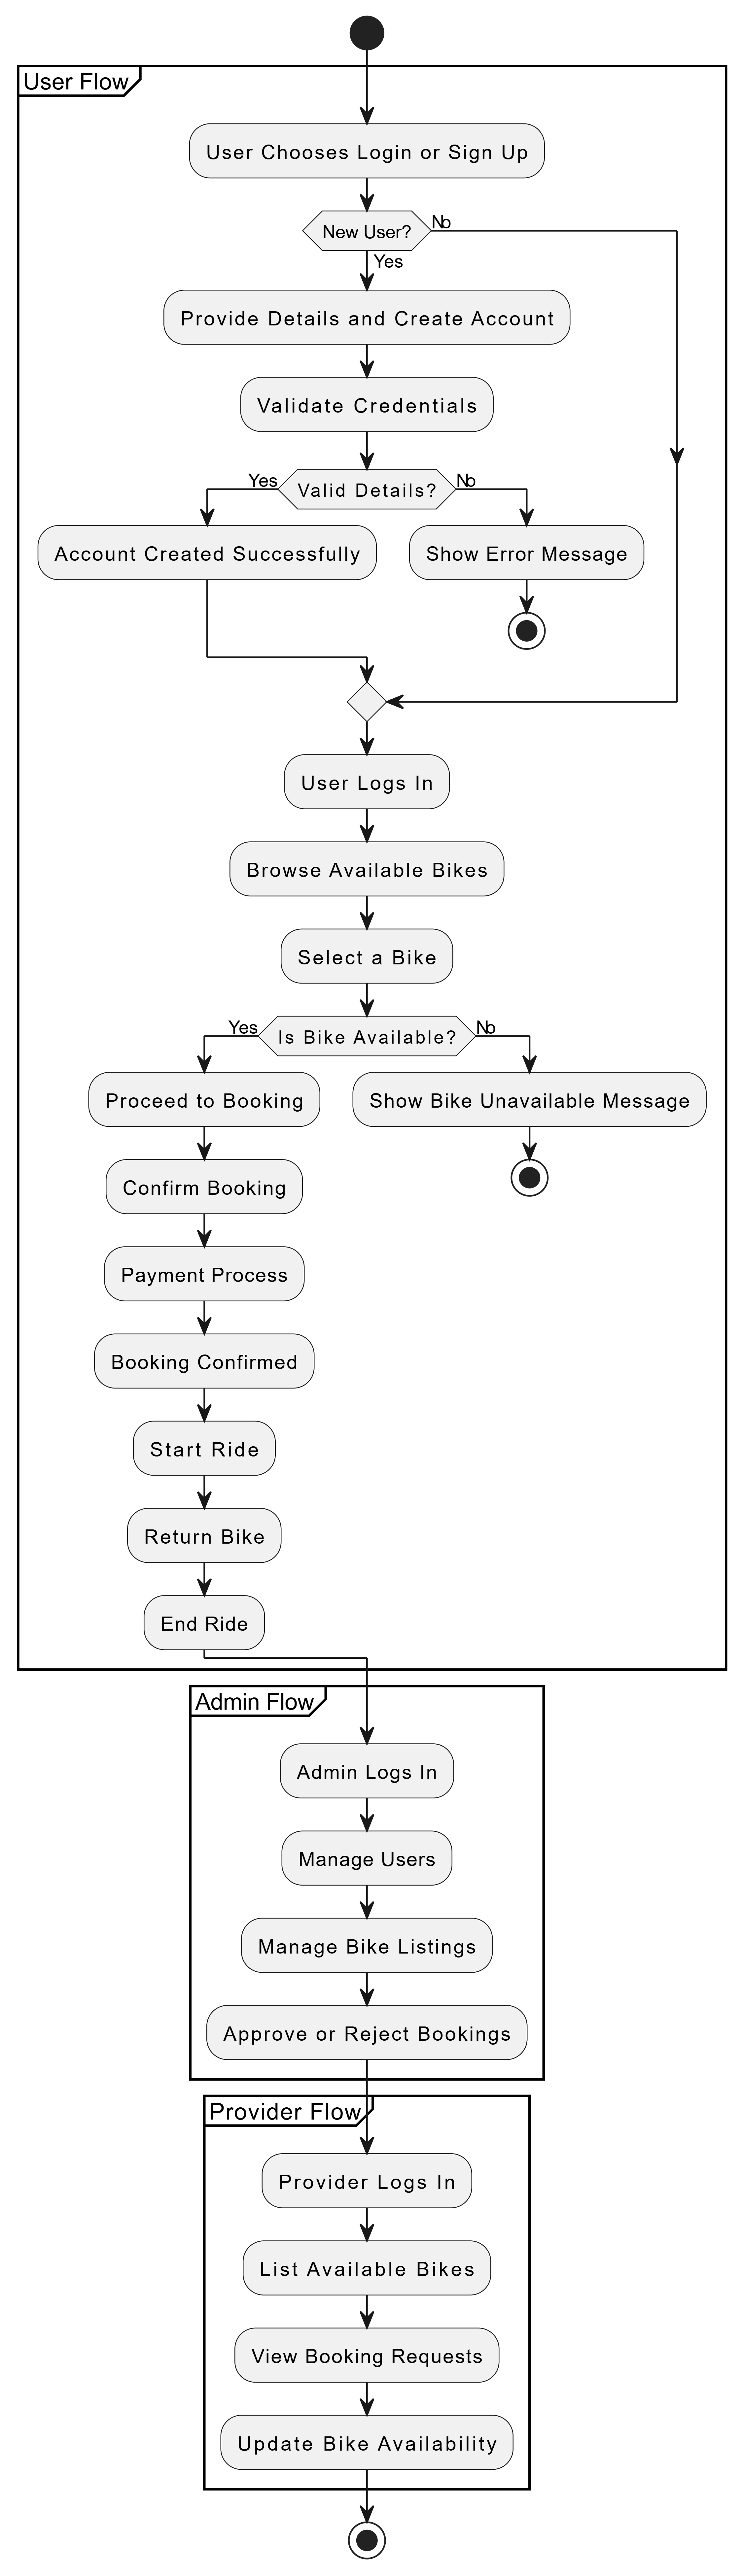 User Flow
User Chooses Login or Sign Up
New User?
No
Yes
Provide Details and Create Account
Validate Credentials
Yes
Valid Details?
No
Account Created Successfully
Show Error Message
User Logs In
Browse Available Bikes
Select a Bike
Yes
Is Bike Available?
No
Proceed to Booking
Show Bike Unavailable Message
Confirm Booking
Payment Process
Booking Confirmed
Start Ride
Return Bike
End Ride
Admin Flow
Admin Logs In
Manage Users
Manage Bike Listings
Approve or Reject Bookings
Provider Flow
Provider Logs In
List Available Bikes
View Booking Requests
Update Bike Availability